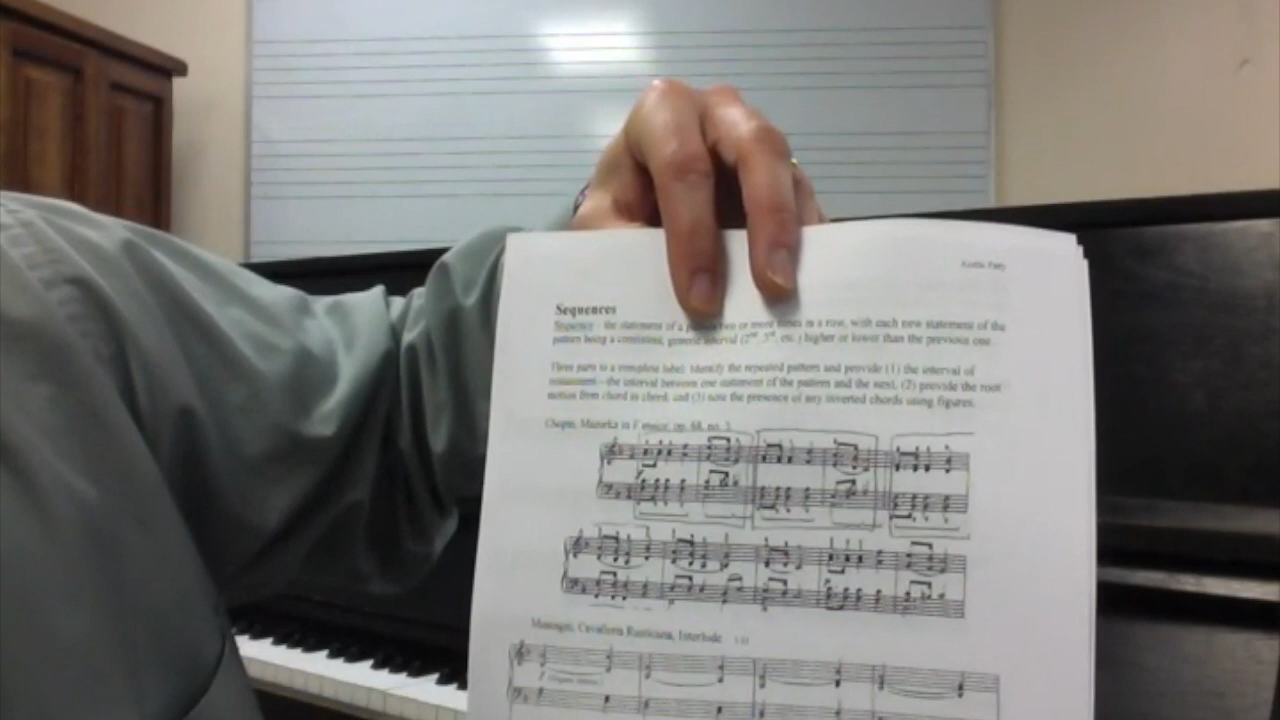 Sequences
Sequence - the statement of a two or more times in a row, with each new statement of the
pattern being a consistent, generic interval (2nd, 3rd, etc.) higher or lower than the previous one.
Three parts to a complete label: Identify the repeated pattern and provide (1) the interval of
restatement—the interval between one statement of the pattern and the next, (2) provide the root
motion from chord to chord, and (3) note the presence of any inverted chords using figures.
Chopin, Mazurka in F major, op. 68, no. 3
Mascagni, Cavalleria Rusticana, Interlude